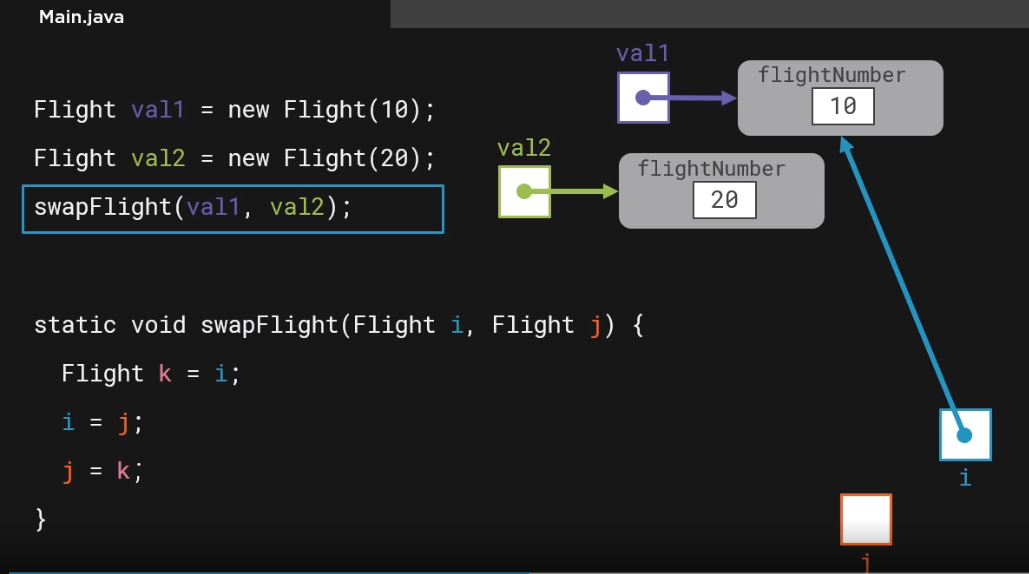 Main.java
Flight val1 = new Flight(10);
Flight val2 = new Flight(20);
swapFlight(val1, val2);
static void swapFlight(Flight i, Flight j) {
Flight k = i;
i = j;
j = k;
}
val1
flightNumber
10
val2
flightNumber
20
i
j